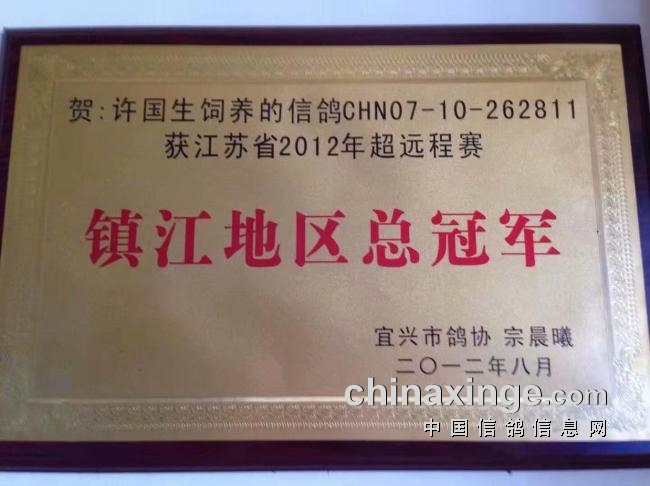 贺:许国生饲养的信鸽CHN07-10-262811
获江苏省2012年超远程赛
镇江地区总冠军
宜兴市鸽协 宗晨曦
二〇一二年八月
chinaxinge.com
中国信鸽信息网